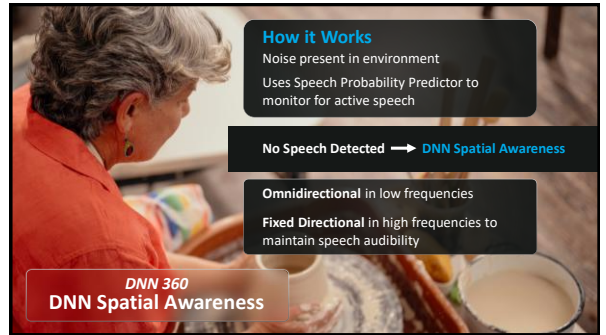 How it Works
Noise present in environment
Uses Speech Probability Predictor to
monitor for active speech
No Speech Detected → DNN Spatial Awareness
Omnidirectional in low frequencies
Fixed Directional in high frequencies to
maintain speech audibility
DNN 360
DNN Spatial Awareness